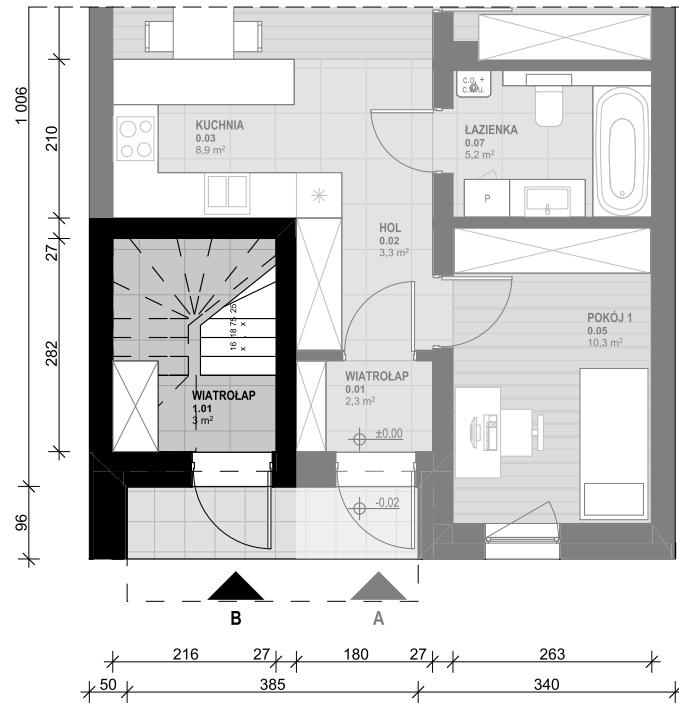 c.o. +
c.w.u.
KUCHNIA
0.03
8,9 m²
ŁAZIENKA
0.07
5,2 m²
P
HOL
0.02
3,3 m²
16 x 18,75 x 25
POKÓJ 1
0.05
10,3 m²
WIATROŁAP
0.01
2,3 m²
WIATROŁAP
1.01
3 m²
±0,00
-0,02
B
A
1 006
210
27
282
96
216
27
180
27
263
50
385
340